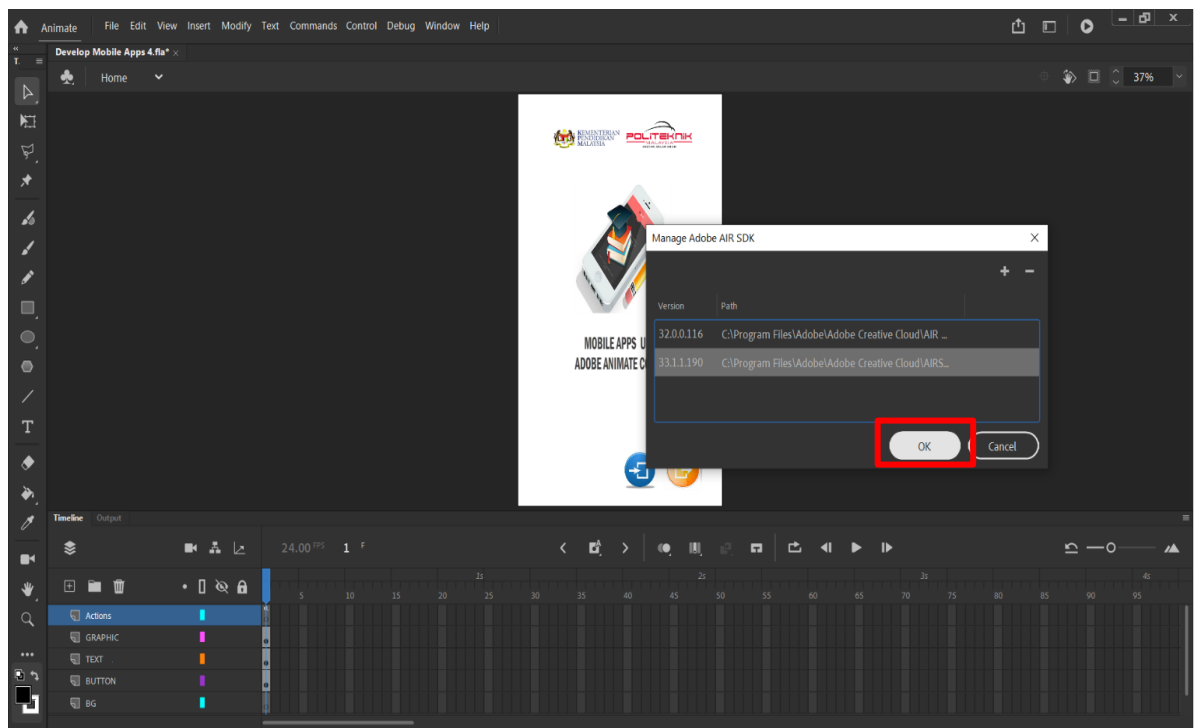 Animate File Edit View Insert Modify Text Commands Control Debug Window Help
T.
Develop Mobile Apps 4.fla*
Home
37%
KEMENTERIAN
PENDIDIKAN
MALAYSIA
POLITEKNIK
MALAYSIA
Manage Adobe AIR SDK
Version Path
32.0.0.116 C:\Program Files\Adobe\Adobe Creative Cloud\AIR ...
33.1.1.190 C:\Program Files\Adobe\Adobe Creative Cloud\AIRS...
MOBILE APPS U
ADOBE ANIMATE C
OK Cancel
T
Timeline Output
24.00 FPS 1 F
1s 2s 3s 4s
5 10 15 20 25 30 35 40 45 50 55 60 65 70 75 80 85 90 95
Actions
GRAPHIC
TEXT
BUTTON
BG